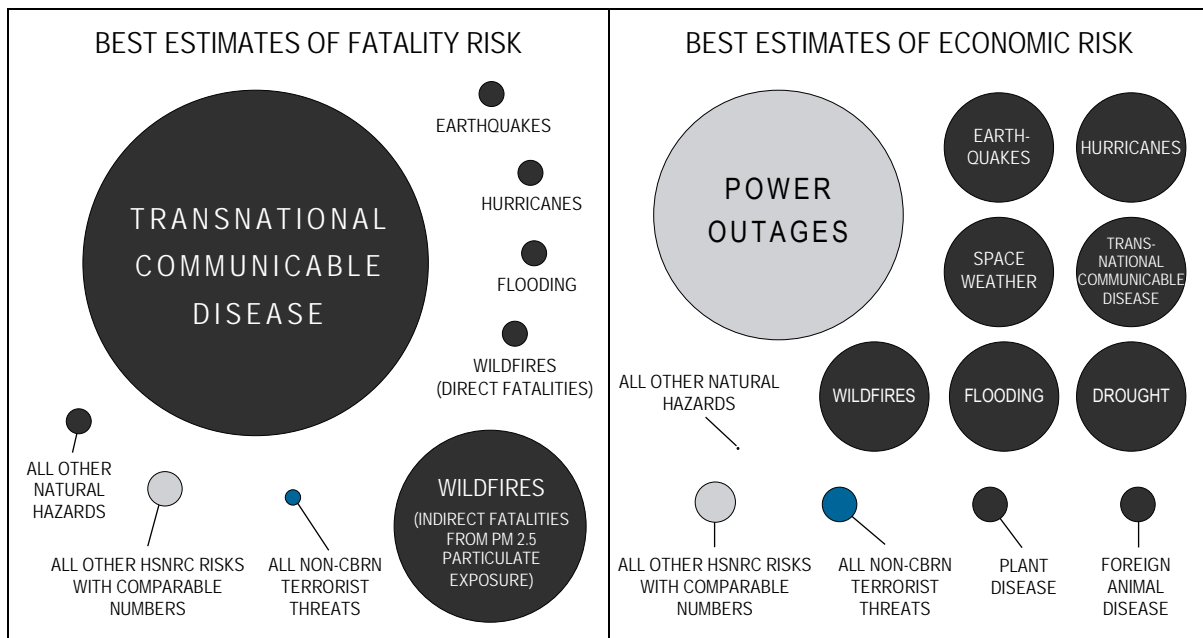 BEST ESTIMATES OF FATALITY RISK
TRANSNATIONAL
COMMUNICABLE
DISEASE
EARTHQUAKES
HURRICANES
FLOODING
WILDFIRES
(DIRECT FATALITIES)
ALL OTHER
NATURAL
HAZARDS
ALL OTHER HSNRC RISKS
WITH COMPARABLE
NUMBERS
ALL NON-CBRN
TERRORIST
THREATS
WILDFIRES
(INDIRECT FATALITIES
FROM PM 2.5
PARTICULATE
EXPOSURE)
BEST ESTIMATES OF ECONOMIC RISK
POWER
OUTAGES
EARTH-
QUAKES
HURRICANES
SPACE
WEATHER
TRANS-
NATIONAL
COMMUNICABLE
DISEASE
ALL OTHER NATURAL
HAZARDS
WILDFIRES
FLOODING
DROUGHT
ALL OTHER HSNRC RISKS
WITH COMPARABLE
NUMBERS
ALL NON-CBRN
TERRORIST
THREATS
PLANT
DISEASE
FOREIGN
ANIMAL
DISEASE